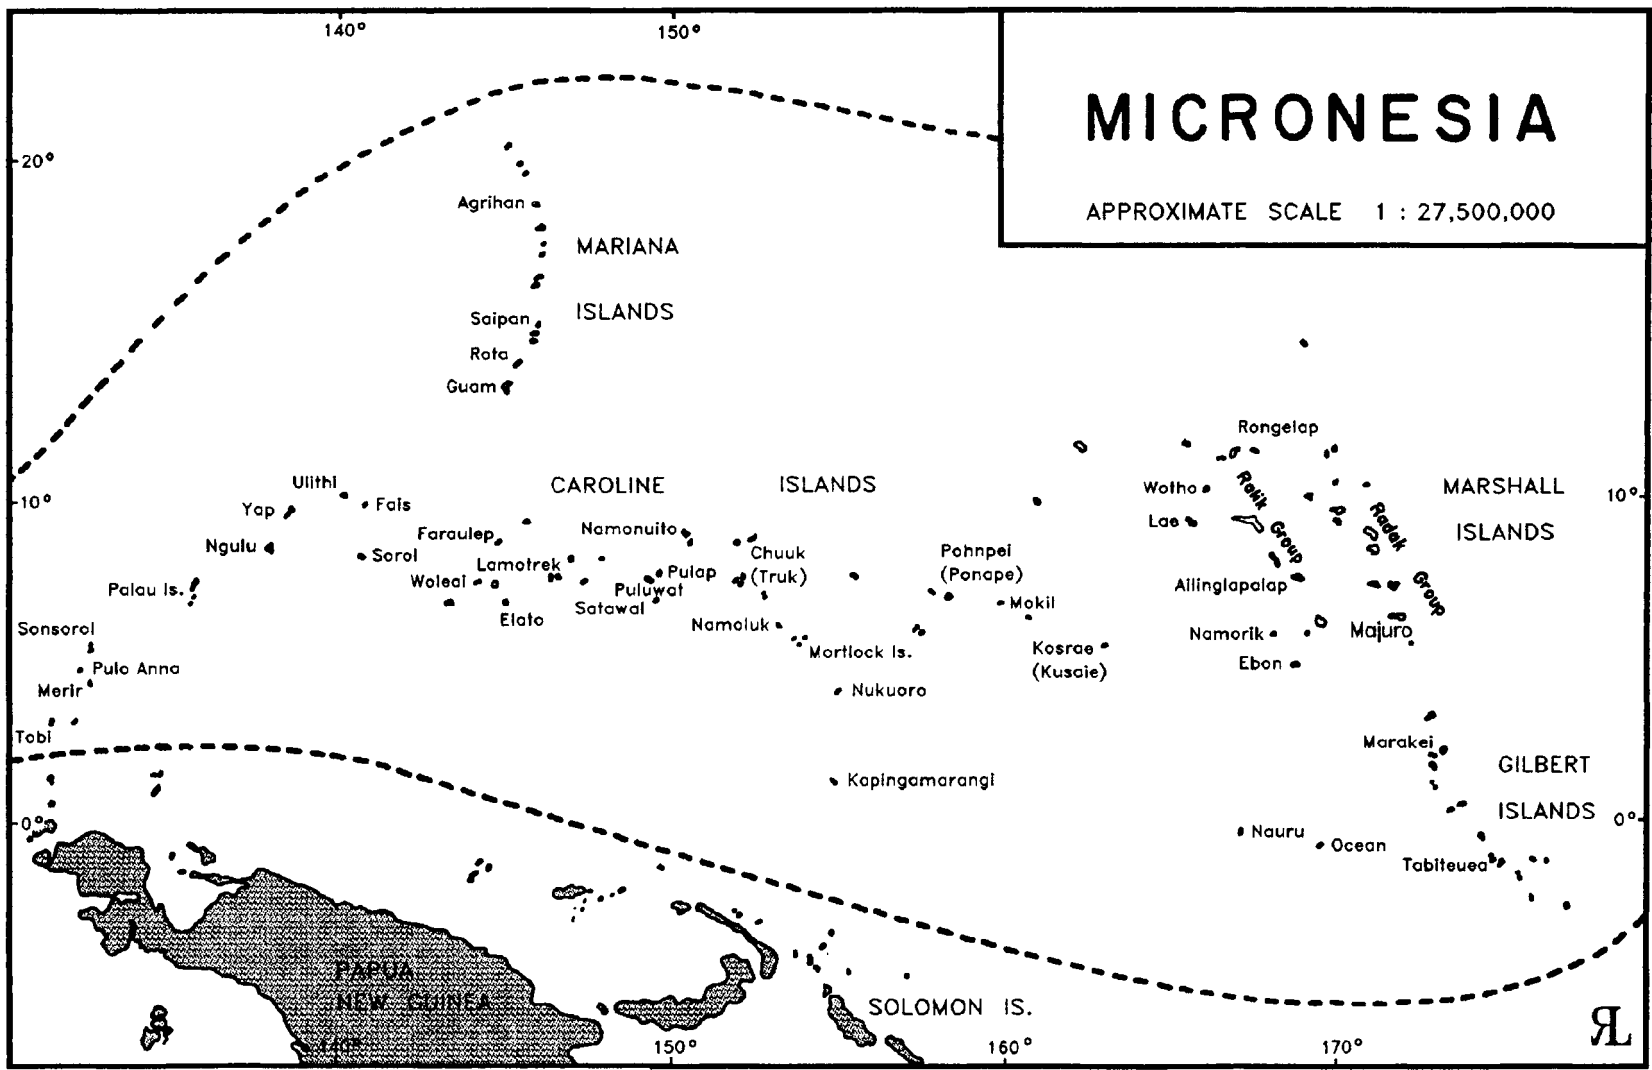 140°
150°
MICRONESIA
APPROXIMATE SCALE 1 : 27,500,000
20°
Agrihan
MARIANA
ISLANDS
Saipan
Rota
Guam
Rongelap
Ulithi
CAROLINE ISLANDS
Wotho
Ralik Group
MARSHALL
ISLANDS
10°
10°
Yap
Fais
Lae
Radak Group
Faraulep
Namonuito
Ngulu
Sorol
Lamotrek
Chuuk
(Truk)
Pohnpei
(Ponape)
Woleai
Pulap
Puluwat
Ailinglapalap
Palau Is.
Elato
Satawal
Mokil
Sonsorol
Namoluk
Namorik
Majuro
Mortlock Is.
Kosrae
(Kusaie)
Ebon
Pulo Anna
Merir
Nukuoro
Tobi
Marakei
GILBERT
ISLANDS
Kapingamarangi
0°
0°
Nauru
Ocean
Tabiteuea
PAPUA
NEW GUINEA
SOLOMON IS.
140°
150°
160°
170°